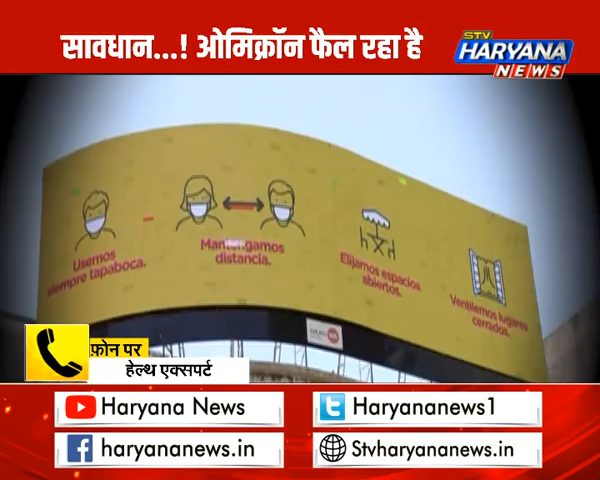 सावधान...! ओमिक्रॉन फैल रहा है
STV
HARYANA
NEWS
Usemos
siempre tapaboca.
Mantengamos
distancia.
Elijamos espacios
abiertos.
Ventilemos lugares
cerrados.
फ़ोन पर
हेल्थ एक्सपर्ट
Haryana News
Haryananews1
haryananews.in
Stvharyananews.in